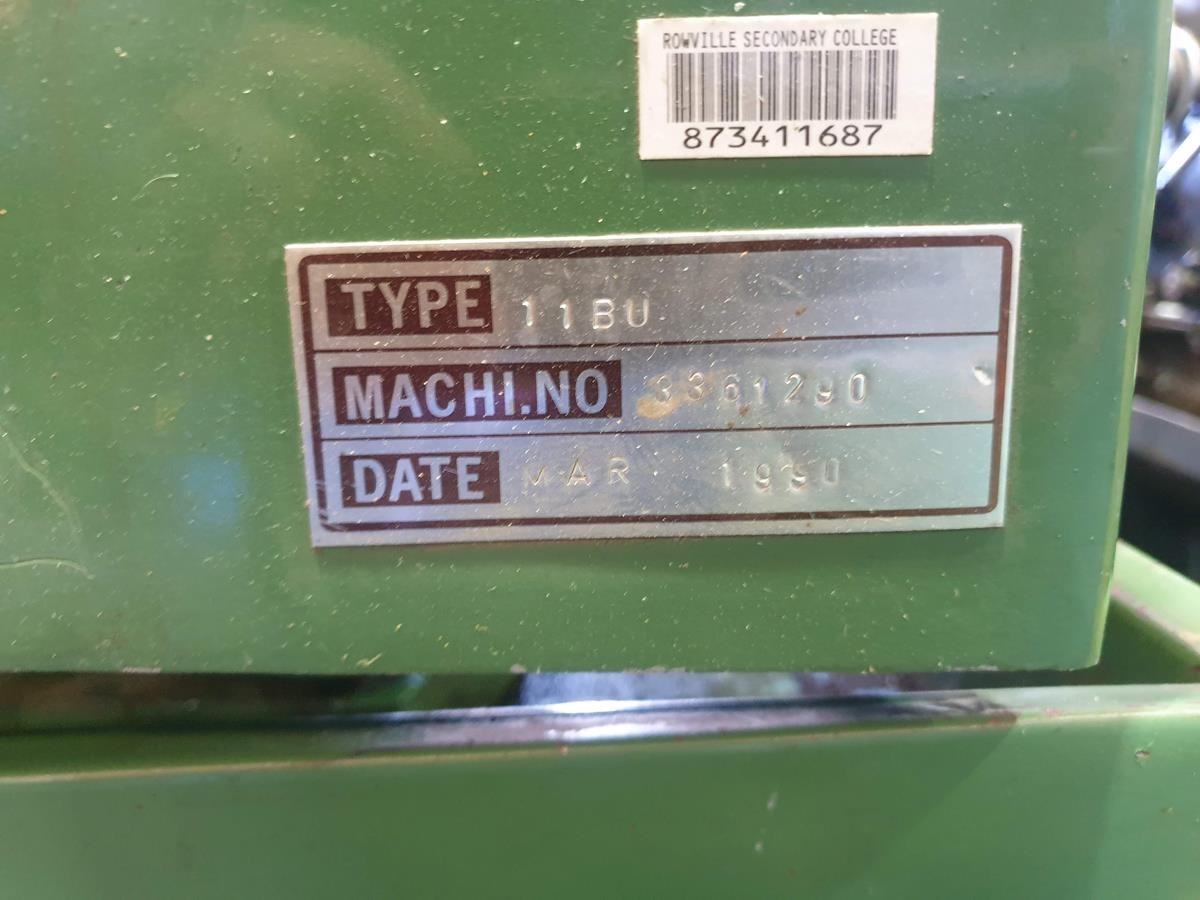 ROWVILLE SECONDARY COLLEGE
873411687
TYPE 11BU
MACHI.NO 3361290
DATE MAR 1990